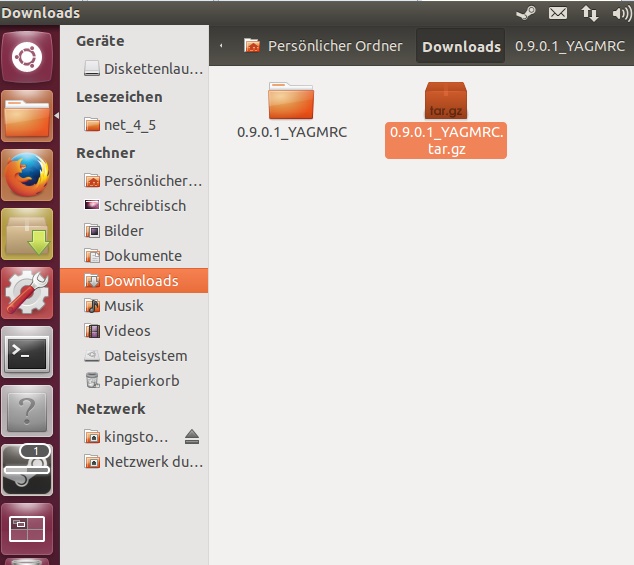 Downloads
Geräte
Diskettenlau...
Lesezeichen
net_4_5
Rechner
Persönlicher...
Schreibtisch
Bilder
Dokumente
Downloads
Musik
Videos
Dateisystem
Papierkorb
Netzwerk
kingsto...
Netzwerk du...
Persönlicher Ordner
Downloads
0.9.0.1_YAGMRC
0.9.0.1_YAGMRC
tar.gz
0.9.0.1_YAGMRC.
tar.gz
>_
?
1